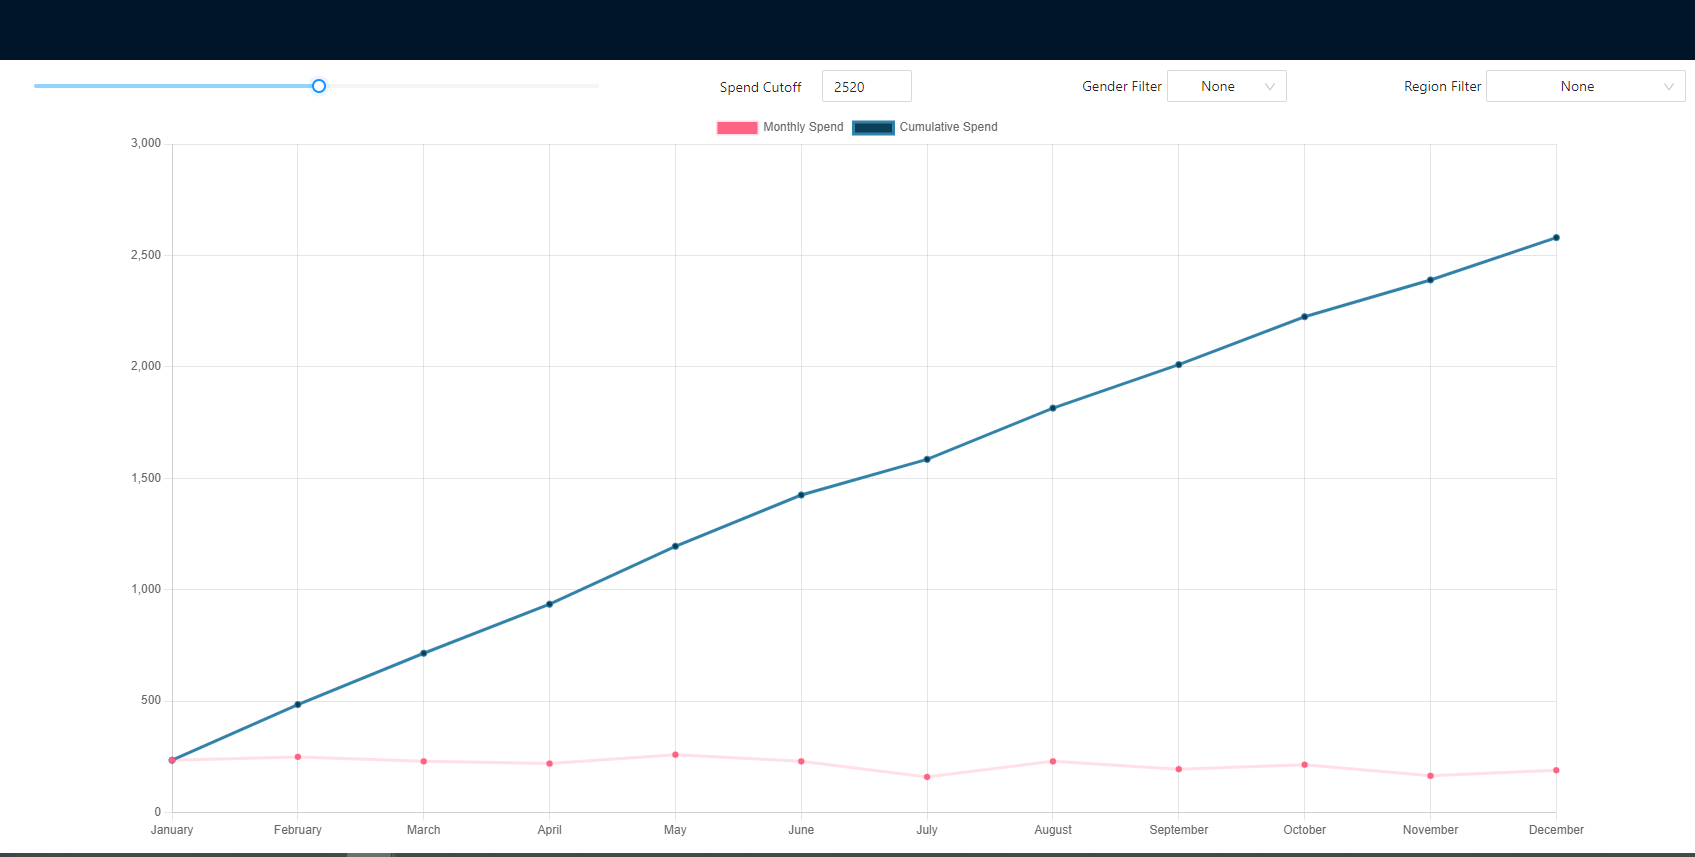 Spend Cutoff 2520 Gender Filter None Region Filter None
Monthly Spend Cumulative Spend
3,000
2,500
2,000
1,500
1,000
500
0
January February March April May June July August September October November December